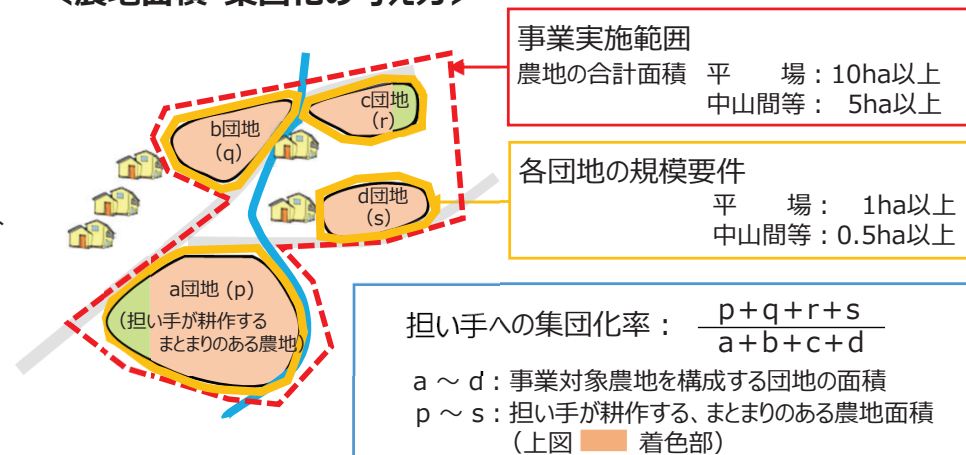 事業実施範囲
農地の合計面積 平　　場：10ha以上
中山間等： 5ha以上
c団地
(r)
b団地
(q)
各団地の規模要件
平　　場： 1ha以上
中山間等：0.5ha以上
d団地
(s)
a団地 (p)
(担い手が耕作する
まとまりのある農地)
担い手への集団化率： p+q+r+s
a+b+c+d
a ～ d：事業対象農地を構成する団地の面積
p ～ s：担い手が耕作する、まとまりのある農地面積
（上図　　着色部）